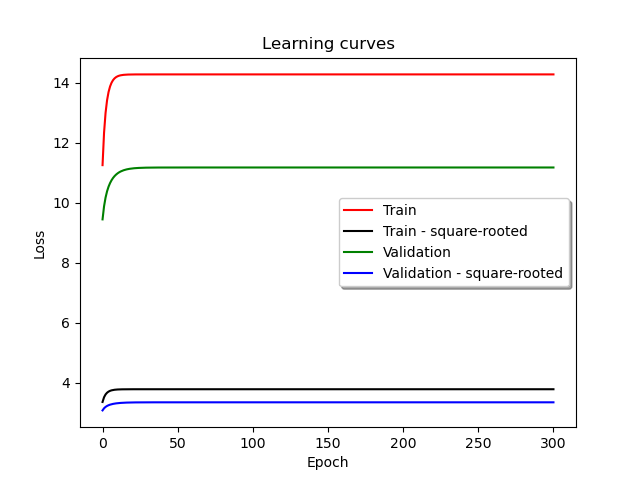 Learning curves
14
12
10
8
6
4
Loss
Train
Train - square-rooted
Validation
Validation - square-rooted
0 50 100 150 200 250 300
Epoch